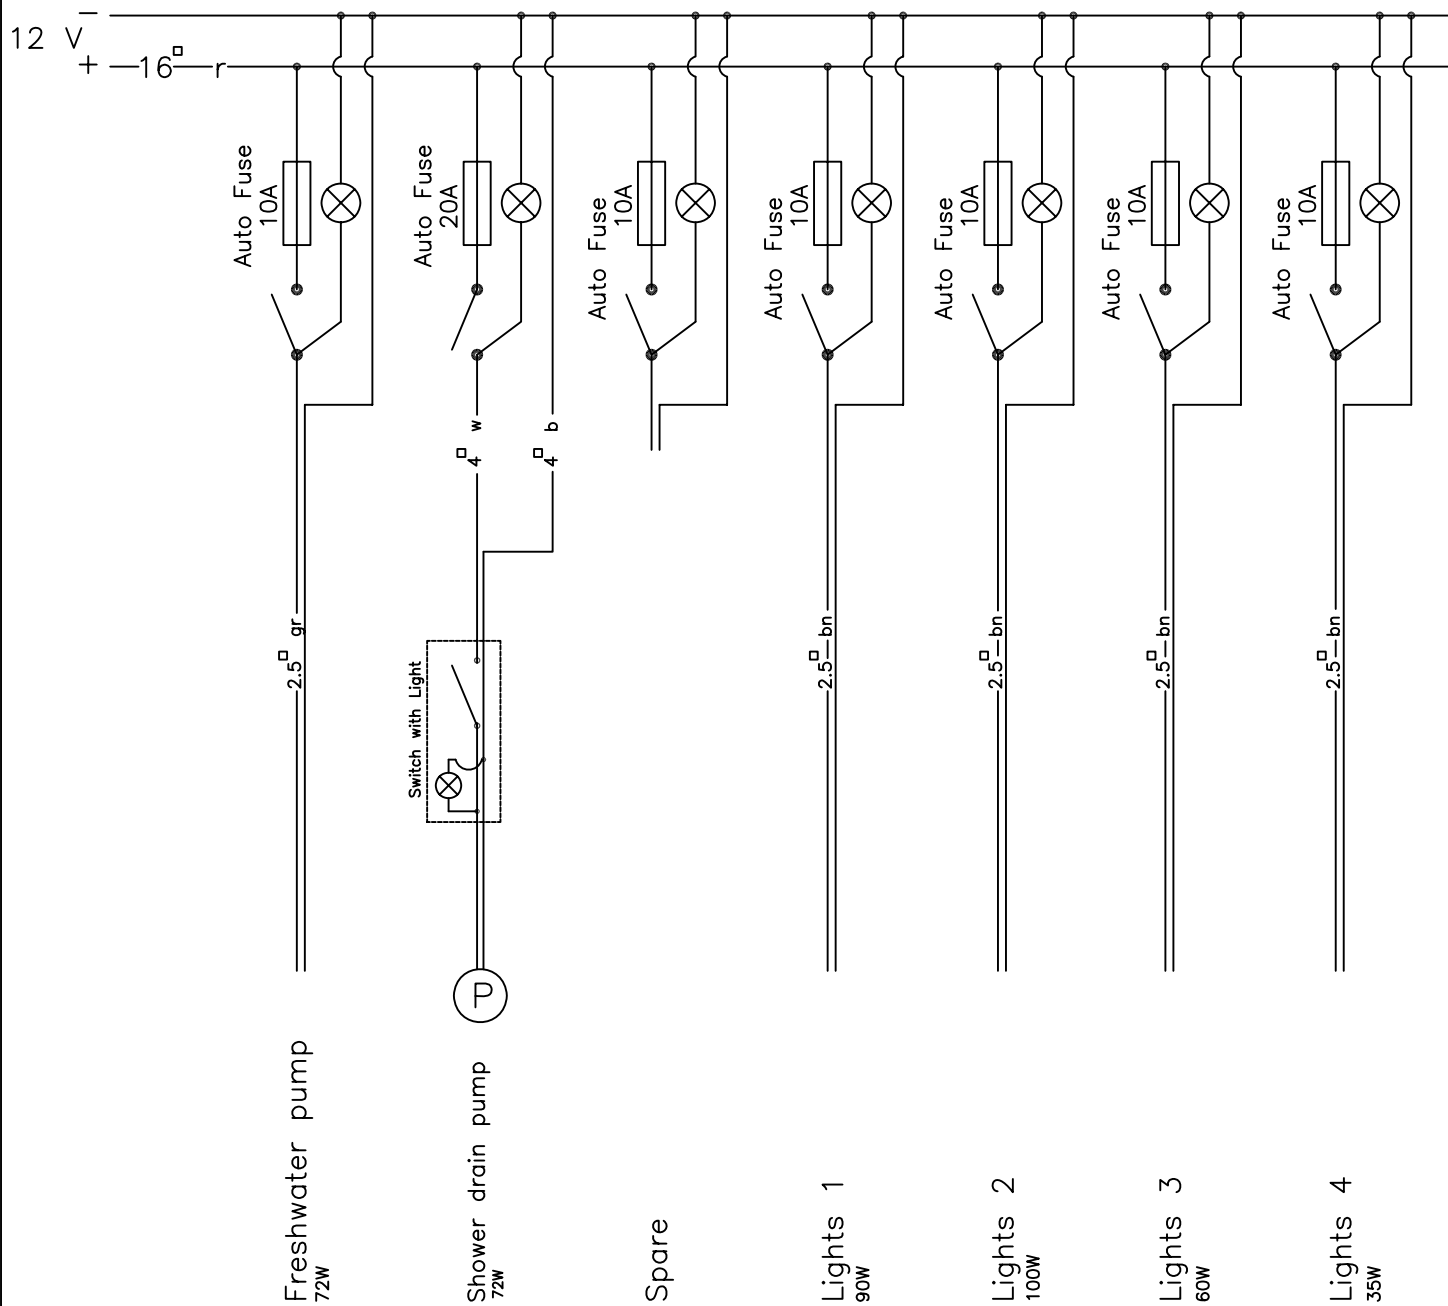 12 V
−
+ 16□ r
Auto Fuse
10A
Auto Fuse
20A
Auto Fuse
10A
Auto Fuse
10A
Auto Fuse
10A
Auto Fuse
10A
Auto Fuse
10A
4□ w
4□ b
2.5□ gr
2.5□ bn
2.5□ bn
2.5□ bn
2.5□ bn
Switch with Light
P
Freshwater pump
72W
Shower drain pump
72W
Spare
Lights 1
90W
Lights 2
100W
Lights 3
60W
Lights 4
35W